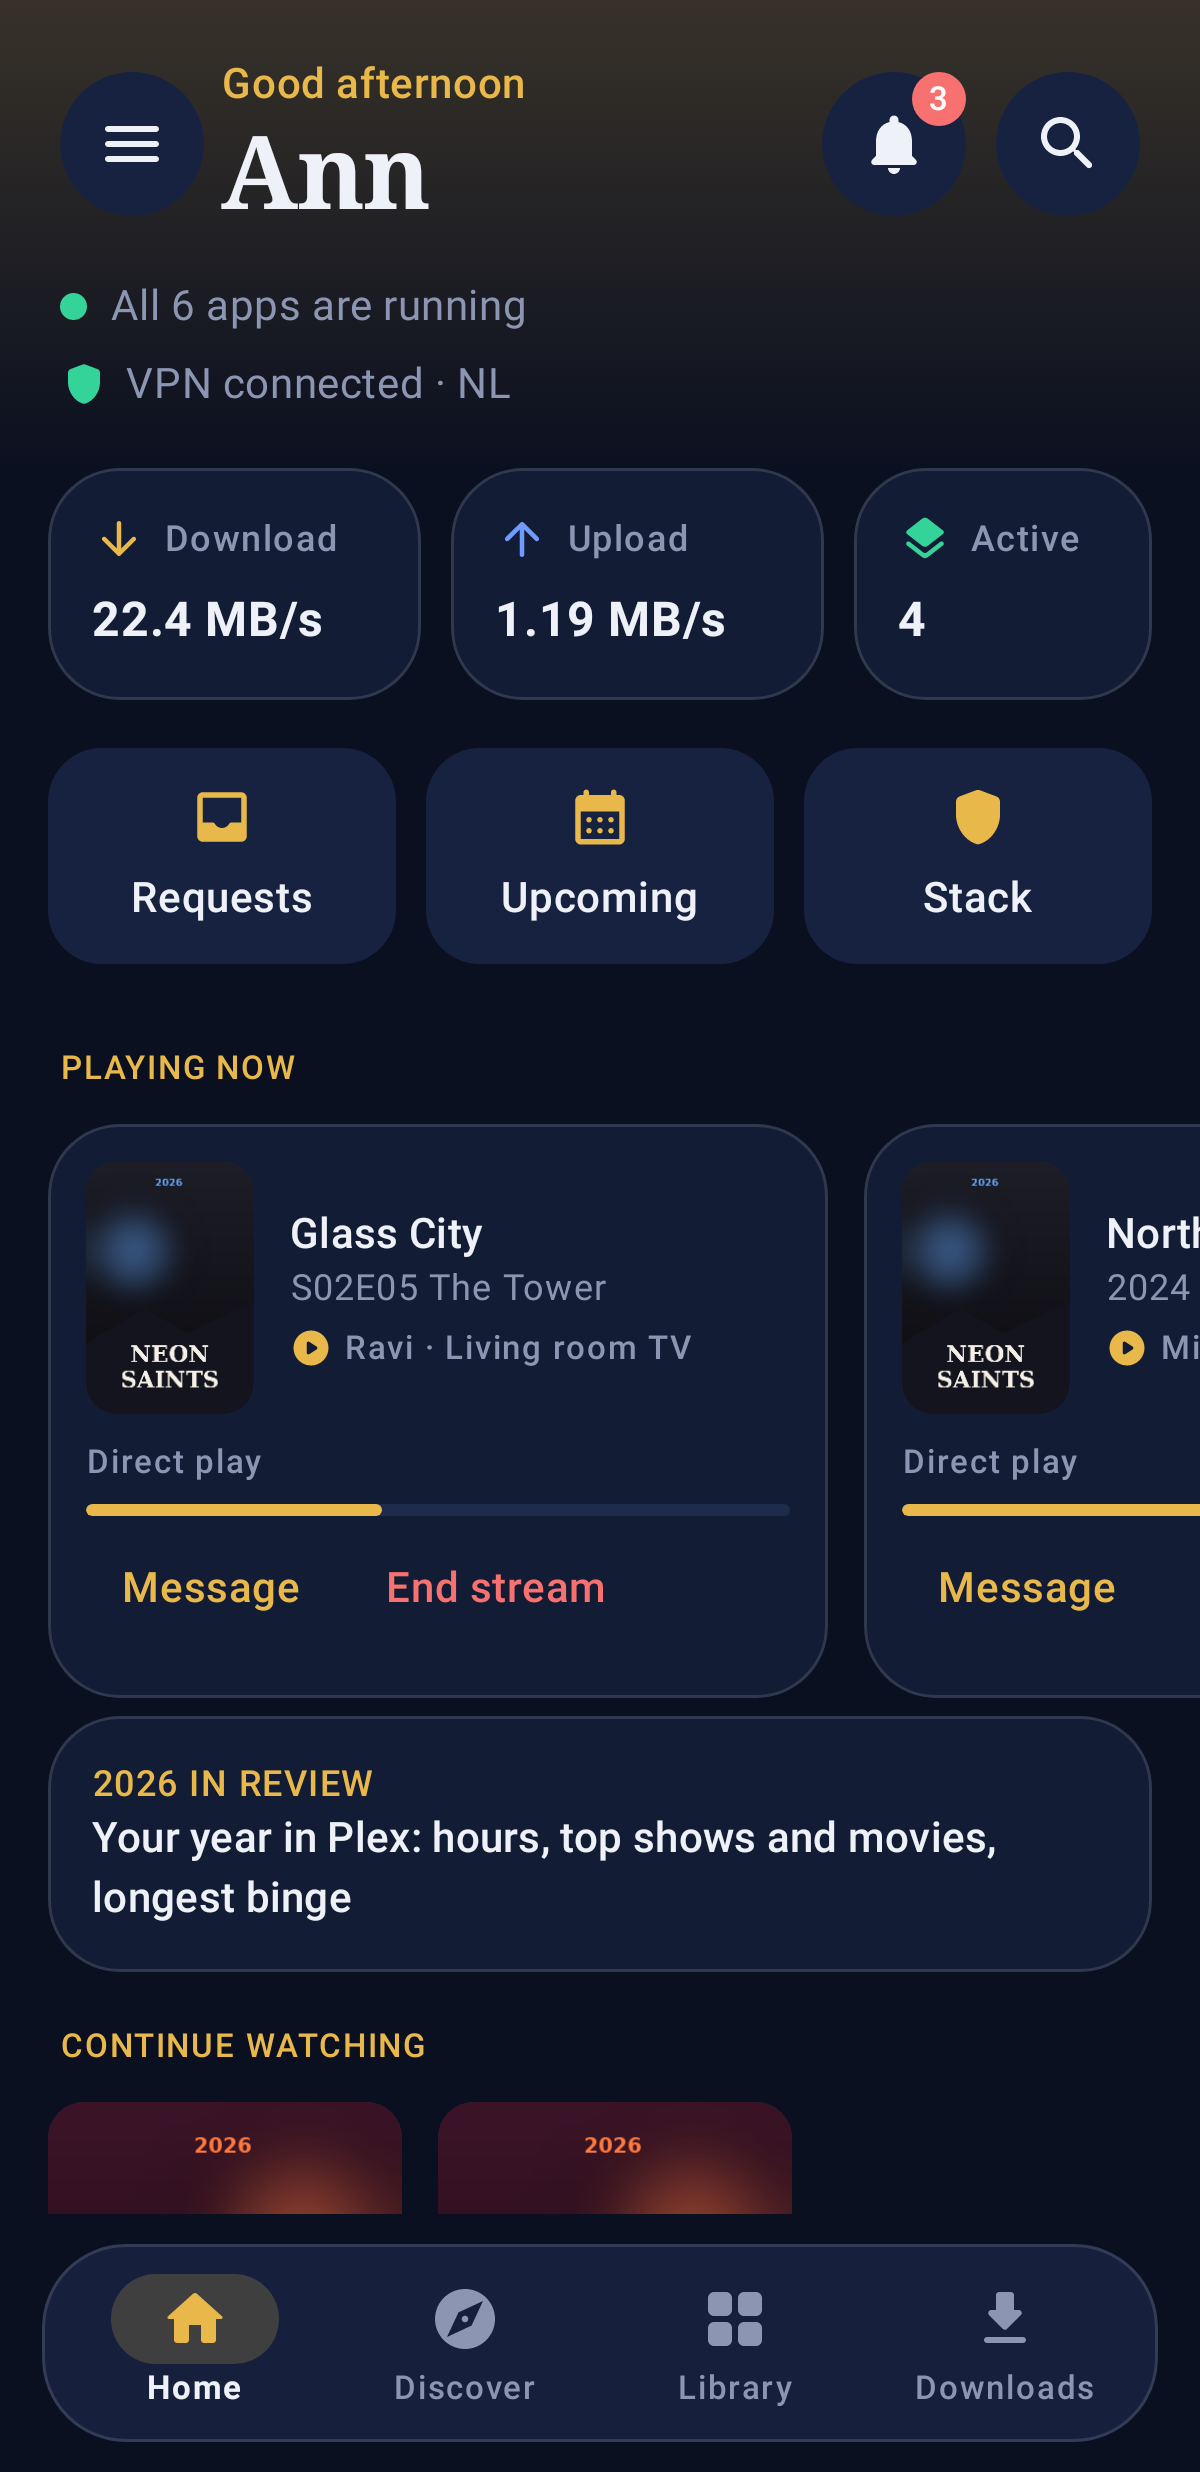 Good afternoon
Ann
3
All 6 apps are running
VPN connected · NL
Download
22.4 MB/s
Upload
1.19 MB/s
Active
4
Requests
Upcoming
Stack
PLAYING NOW
2026
NEON
SAINTS
Glass City
S02E05 The Tower
Ravi · Living room TV
Direct play
Message
End stream
2026
NEON
SAINTS
2024
Direct play
Message
2026 IN REVIEW
Your year in Plex: hours, top shows and movies,
longest binge
CONTINUE WATCHING
2026
2026
Home
Discover
Library
Downloads